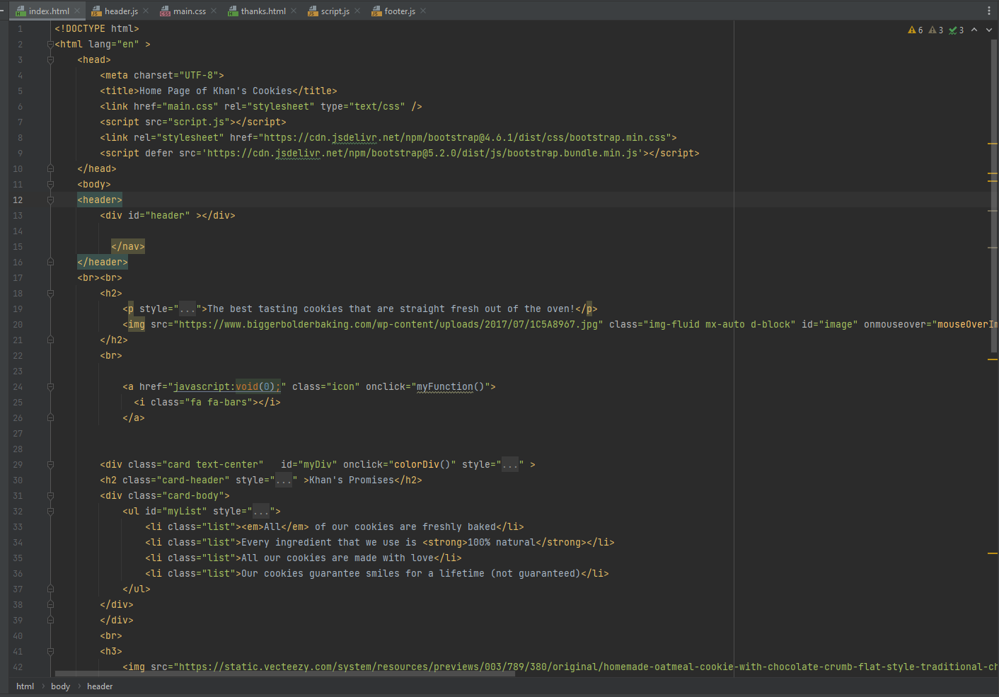 index.html header.js main.css thanks.html script.js footer.js
6 3 3
1 <!DOCTYPE html>
2 <html lang="en" >
3 <head>
4 <meta charset="UTF-8">
5 <title>Home Page of Khan's Cookies</title>
6 <link href="main.css" rel="stylesheet" type="text/css" />
7 <script src="script.js"></script>
8 <link rel="stylesheet" href="https://cdn.jsdelivr.net/npm/bootstrap@4.6.1/dist/css/bootstrap.min.css">
9 <script defer src='https://cdn.jsdelivr.net/npm/bootstrap@5.2.0/dist/js/bootstrap.bundle.min.js'></script>
10 </head>
11 <body>
12 <header>
13 <div id="header" ></div>
14
15 </nav>
16 </header>
17 <br><br>
18 <h2>
19 <p style="...">The best tasting cookies that are straight fresh out of the oven!</p>
20 <img src="https://www.biggerbolderbaking.com/wp-content/uploads/2017/07/1C5A8967.jpg" class="img-fluid mx-auto d-block" id="image" onmouseover="mouseOverIm
21 </h2>
22 <br>
23
24 <a href="javascript:void(0);" class="icon" onclick="myFunction()">
25 <i class="fa fa-bars"></i>
26 </a>
27
28
29 <div class="card text-center" id="myDiv" onclick="colorDiv()" style="..." >
30 <h2 class="card-header" style="..." >Khan's Promises</h2>
31 <div class="card-body">
32 <ul id="myList" style="...">
33 <li class="list"><em>All</em> of our cookies are freshly baked</li>
34 <li class="list">Every ingredient that we use is <strong>100% natural</strong></li>
35 <li class="list">All our cookies are made with love</li>
36 <li class="list">Our cookies guarantee smiles for a lifetime (not guaranteed)</li>
37 </ul>
38 </div>
39 </div>
40 <br>
41 <h3>
42 <img src="https://static.vecteezy.com/system/resources/previews/003/789/380/original/homemade-oatmeal-cookie-with-chocolate-crumb-flat-style-traditional-ch
html body header